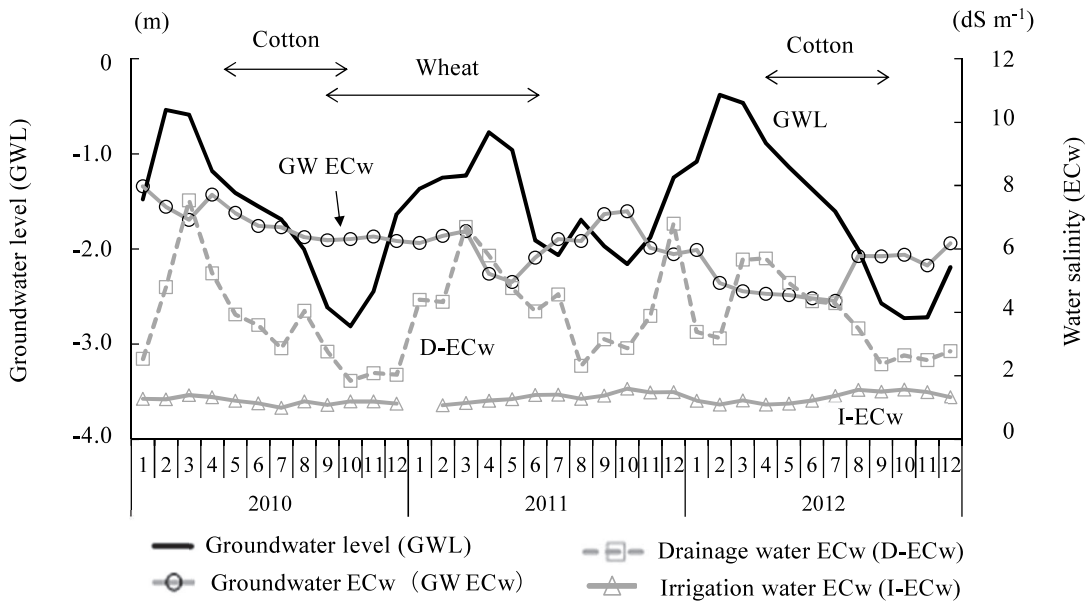 (m)
(dS m⁻¹)
Cotton
Cotton
Wheat
GWL
GW ECw
D-ECw
I-ECw
Groundwater level (GWL)
0
-1.0
-2.0
-3.0
-4.0
Water salinity (ECw)
12
10
8
6
4
2
0
1 2 3 4 5 6 7 8 9 10 11 12 1 2 3 4 5 6 7 8 9 10 11 12 1 2 3 4 5 6 7 8 9 10 11 12
2010 2011 2012
Groundwater level (GWL)
Drainage water ECw (D-ECw)
Groundwater ECw (GW ECw)
Irrigation water ECw (I-ECw)